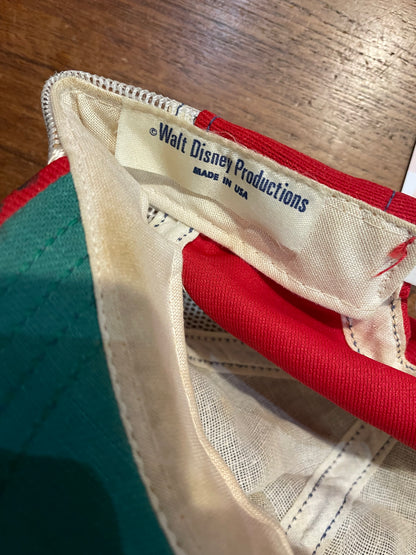 ©Walt Disney Productions
MADE IN USA